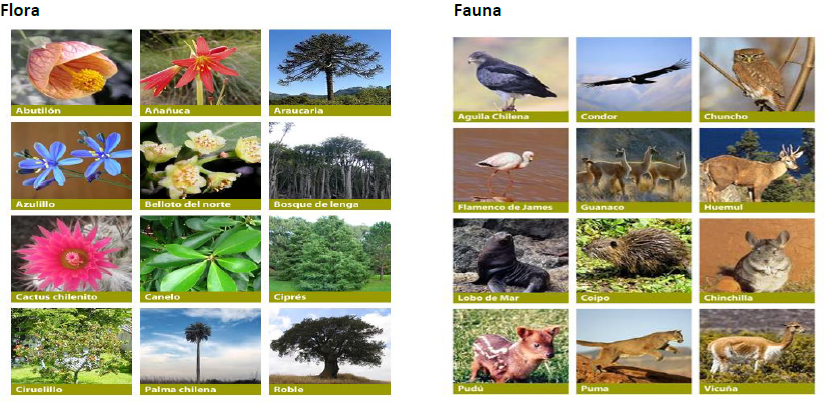 Flora
Fauna
Abutilón
Añañuca
Araucaria
Azulillo
Belloto del norte
Bosque de lenga
Cactus chilenito
Canelo
Ciprés
Ciruelillo
Palma chilena
Roble
Aguila Chilena
Condor
Chuncho
Flamenco de James
Guanaco
Huemul
Lobo de Mar
Coipo
Chinchilla
Pudú
Puma
Vicuña